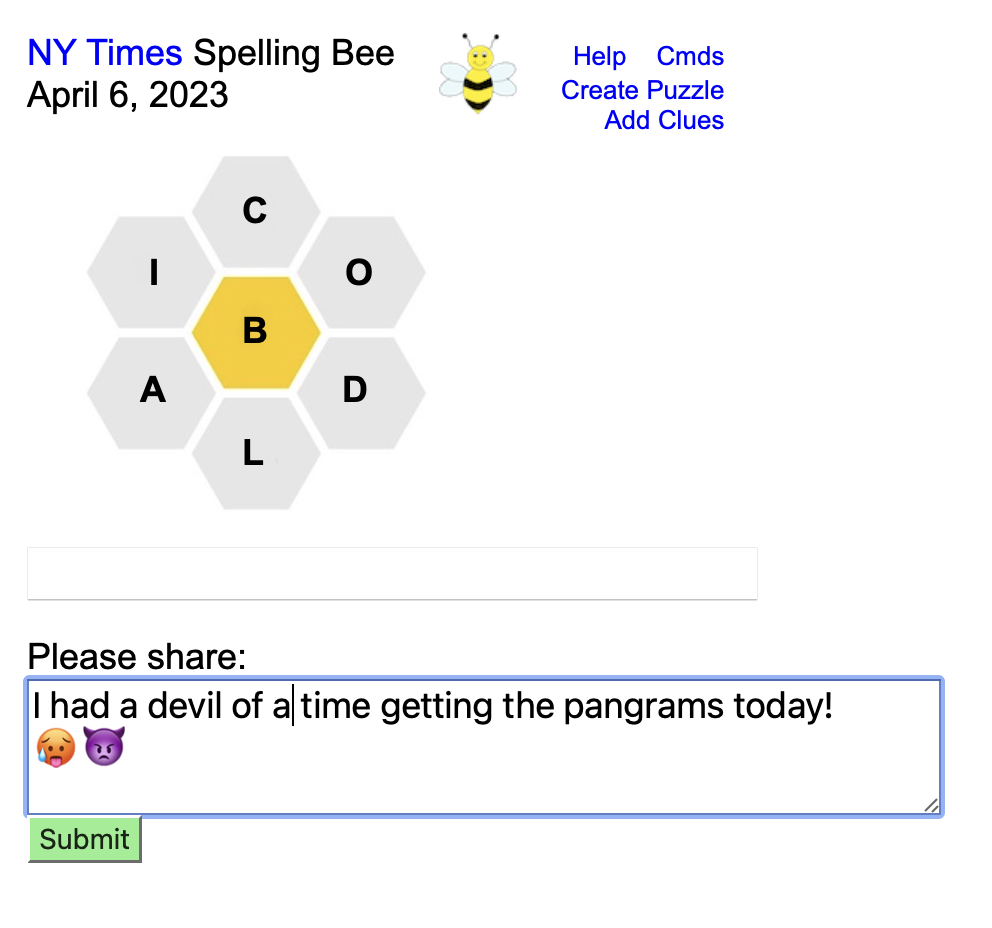 NY Times Spelling Bee
April 6, 2023
Help Cmds
Create Puzzle
Add Clues
C
I
O
B
A
D
L
Please share:
I had a devil of a time getting the pangrams today!
🥵👿
Submit